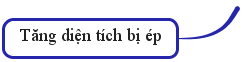 Tăng diện tích bị ép